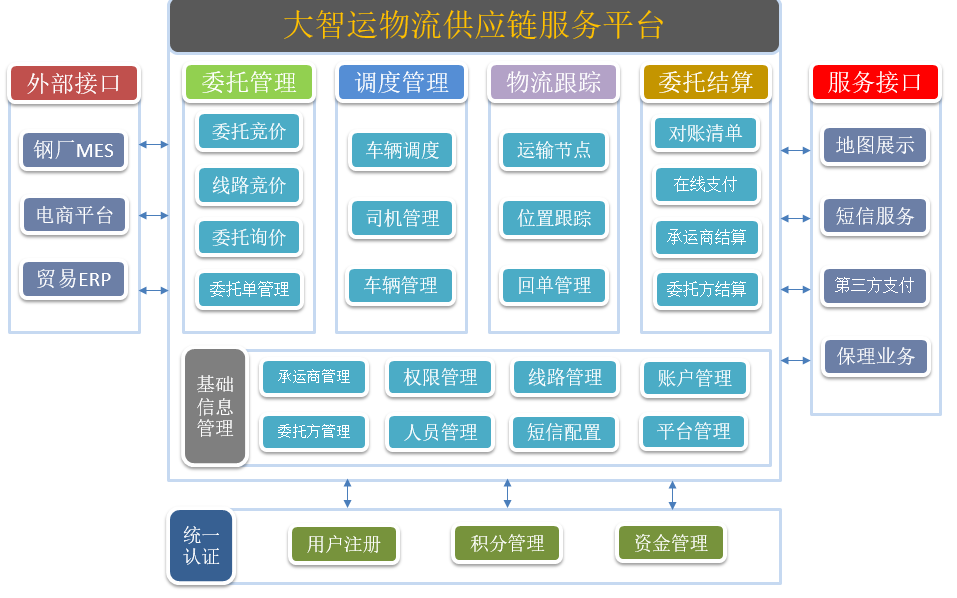 大智运物流供应链服务平台
外部接口
钢厂MES
电商平台
贸易ERP
委托管理
委托竞价
线路竞价
委托询价
委托单管理
调度管理
车辆调度
司机管理
车辆管理
物流跟踪
运输节点
位置跟踪
回单管理
委托结算
对账清单
在线支付
承运商结算
委托方结算
服务接口
地图展示
短信服务
第三方支付
保理业务
基础
信息
管理
承运商管理
权限管理
线路管理
账户管理
委托方管理
人员管理
短信配置
平台管理
统一
认证
用户注册
积分管理
资金管理